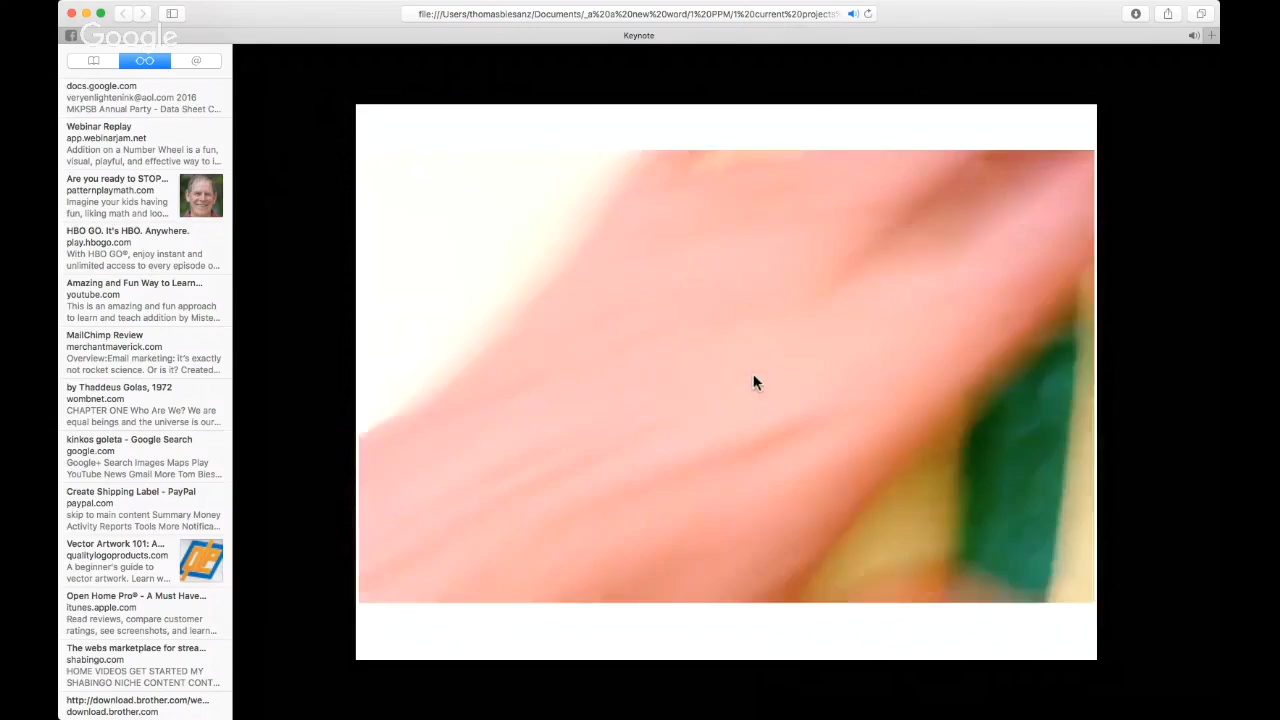 file:///Users/thomasbiesanz/Documents/_a%20a%20new%20word/1%20PPM/1%20current%20projects%
Google
Keynote
docs.google.com
veryenlightenink@aol.com 2016
MKPSB Annual Party - Data Sheet C...
Webinar Replay
app.webinarjam.net
Addition on a Number Wheel is a fun,
visual, playful, and effective way to i...
Are you ready to STOP...
patternplaymath.com
Imagine your kids having
fun, liking math and loo...
HBO GO. It's HBO. Anywhere.
play.hbogo.com
With HBO GO®, enjoy instant and
unlimited access to every episode o...
Amazing and Fun Way to Learn...
youtube.com
This is an amazing and fun approach
to learn and teach addition by Miste...
MailChimp Review
merchantmaverick.com
Overview:Email marketing: it's exactly
not rocket science. Or is it? Created...
by Thaddeus Golas, 1972
wombnet.com
CHAPTER ONE Who Are We? We are
equal beings and the universe is our...
kinkos goleta - Google Search
google.com
Google+ Search Images Maps Play
YouTube News Gmail More Tom Bies...
Create Shipping Label - PayPal
paypal.com
skip to main content Summary Money
Activity Reports Tools More Notifica...
Vector Artwork 101: A...
qualitylogoproducts.com
A beginner's guide to
vector artwork. Learn w...
Open Home Pro® - A Must Have...
itunes.apple.com
Read reviews, compare customer
ratings, see screenshots, and learn...
The webs marketplace for strea...
shabingo.com
HOME VIDEOS GET STARTED MY
SHABINGO NICHE CONTENT CONT...
http://download.brother.com/we...
download.brother.com